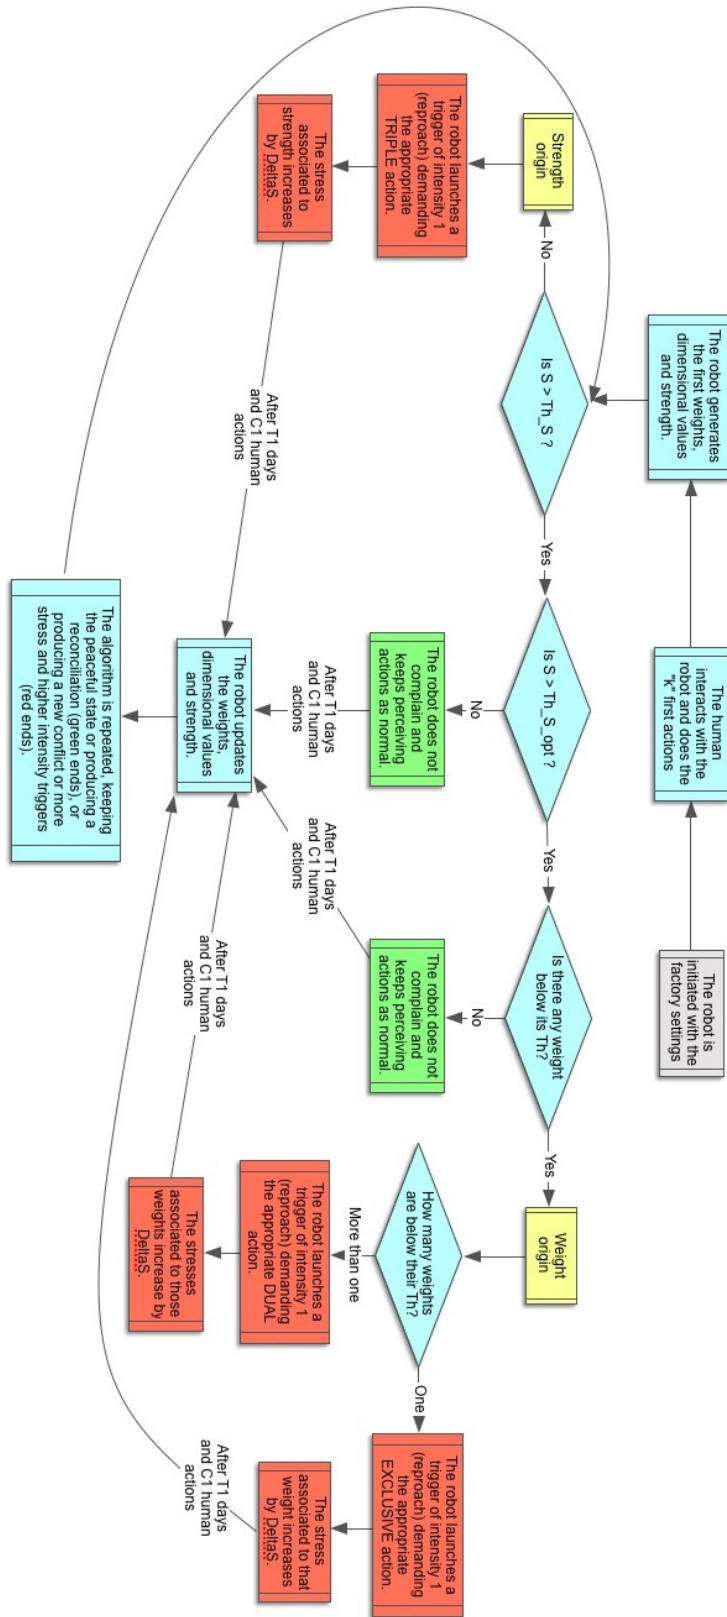 The robot is
initiated with the
factory settings
The human
interacts with the
robot and does the
"K" first actions
The robot generates
the first weights,
dimensional values
and strength.
Is S > Th_S ?
No
Yes
Strength
origin
The robot launches a
trigger of intensity 1
(reproach) demanding
the appropriate
TRIPLE action.
The stress
associated to
strength increases
by DeltaS.
After T1 days
and C1 human
actions
Is S > Th_S_opt ?
No
Yes
The robot does not
complain and
keeps perceiving
actions as normal.
After T1 days
and C1 human
actions
Is there any weight
below its Th?
No
Yes
The robot does not
complain and
keeps perceiving
actions as normal.
After T1 days
and C1 human
actions
Weight
origin
How many weights
are below their Th?
More than one
One
The robot launches a
trigger of intensity 1
(reproach) demanding
the appropriate DUAL
action.
The stresses
associated to those
weights increase by
DeltaS.
After T1 days
and C1 human
actions
The robot launches a
trigger of intensity 1
(reproach) demanding
the appropriate
EXCLUSIVE action.
The stress
associated to that
weight increases
by DeltaS.
After T1 days
and C1 human
actions
The robot updates
the weights,
dimensional values
and strength.
The algorithm is repeated, keeping
the peaceful state or producing a
reconciliation (green ends), or
producing a new conflict or more
stress and higher intensity triggers
(red ends).